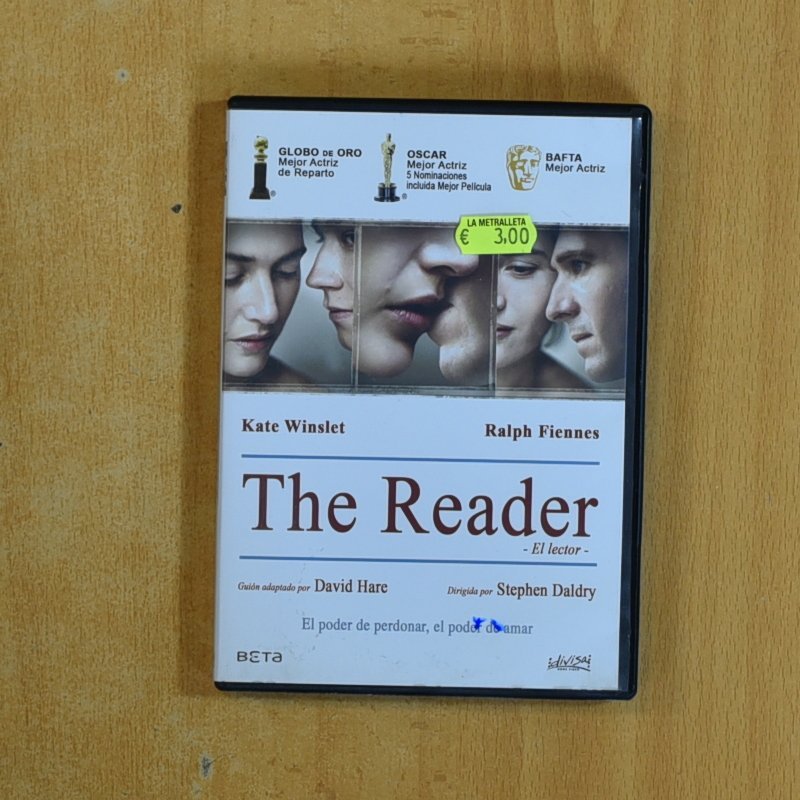 GLOBO DE ORO
Mejor Actriz
de Reparto
OSCAR
Mejor Actriz
5 Nominaciones
incluida Mejor Película
BAFTA
Mejor Actriz
LA METRALLETA
€ 3,00
Kate Winslet
Ralph Fiennes
The Reader
- El lector -
Guión adaptado por David Hare
Dirigida por Stephen Daldry
El poder de perdonar, el poder de amar
BETA
divisa
HOME VIDEO